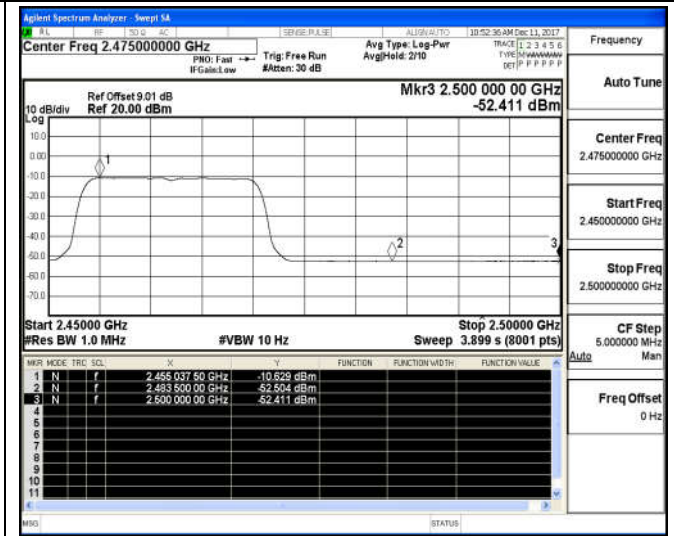 Agilent Spectrum Analyzer - Swept SA
RL RF 50 Ω AC SENSE:PULSE ALIGNAUTO 10:52:36 AM Dec 11, 2017
Center Freq 2.475000000 GHz
PNO: Fast
IFGain:Low
Trig: Free Run
#Atten: 30 dB
Avg Type: Log-Pwr
Avg|Hold: 2/10
TRACE 1 2 3 4 5 6
TYPE
DET P P P P P P
Ref Offset 9.01 dB
10 dB/div Ref 20.00 dBm
Log
Mkr3 2.500 000 00 GHz
-52.411 dBm
10.0
0.00
-10.0
-20.0
-30.0
-40.0
-50.0
-60.0
-70.0
1
2
3
Start 2.45000 GHz
Stop 2.50000 GHz
#Res BW 1.0 MHz
#VBW 10 Hz
Sweep 3.899 s (8001 pts)
MKR MODE TRC SCL X Y FUNCTION FUNCTION WIDTH FUNCTION VALUE
1 N f 2.455 037 50 GHz -10.629 dBm
2 N f 2.483 500 00 GHz -52.504 dBm
3 N f 2.500 000 00 GHz -52.411 dBm
4
5
6
7
8
9
10
11
MSG
STATUS
Frequency
Auto Tune
Center Freq
2.475000000 GHz
Start Freq
2.450000000 GHz
Stop Freq
2.500000000 GHz
CF Step
5.000000 MHz
Auto Man
Freq Offset
0 Hz